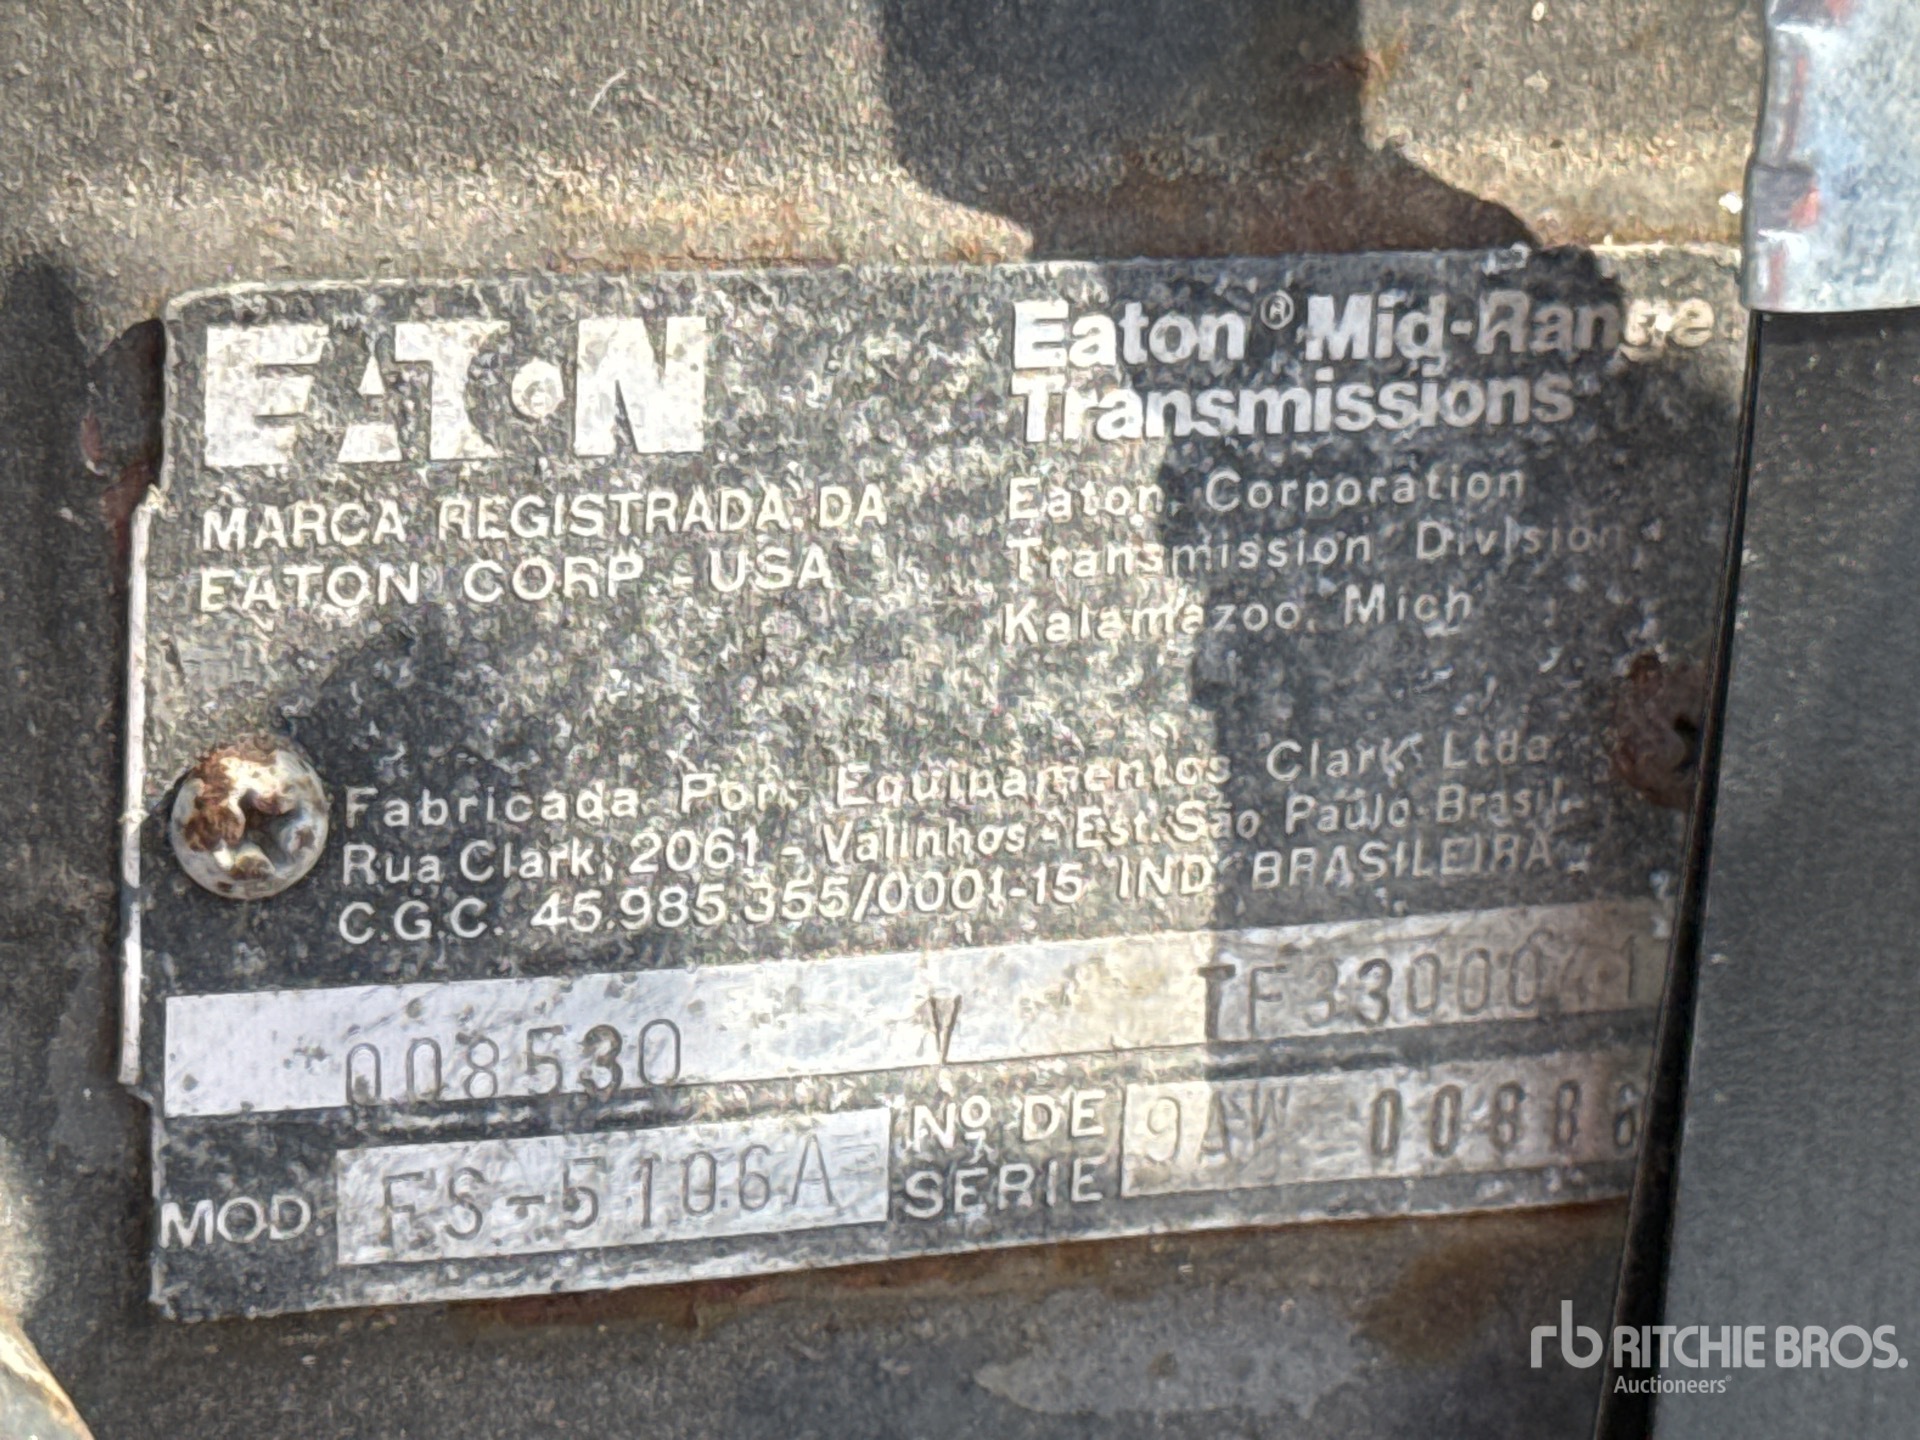 EATON
MARCA REGISTRADA DA
EATON CORP - USA
Eaton® Mid-Range
Transmissions
Eaton Corporation
Transmission Division
Kalamazoo, Mich
Fabricada Por Equipamentos Clark Ltda
Rua Clark, 2061 - Valinhos - Est. São Paulo-Brasil
C.G.C. 45.985.355/0001-15 IND. BRASILEIRA
008530 V
MOD. FS-5106A
Nº DE
SÉRIE
rb RITCHIE BROS.
Auctioneers